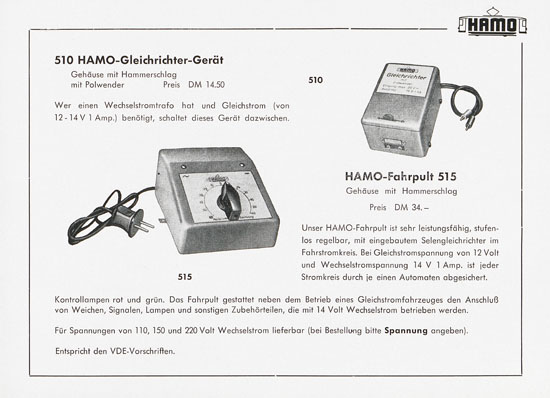 HAMO
510 HAMO-Gleichrichter-Gerät
Gehäuse mit Hammerschlag
mit Polwender Preis DM 14.50
Wer einen Wechselstromtrafo hat und Gleichstrom (von
12-14 V 1 Amp.) benötigt, schaltet dieses Gerät dazwischen.
510
HAMO
Gleichrichter
HAMO-Fahrpult 515
Gehäuse mit Hammerschlag
Preis DM 34.—
Unser HAMO-Fahrpult ist sehr leistungsfähig, stufen-
los regelbar, mit eingebautem Selengleichrichter im
Fahrstromkreis. Bei Gleichstromspannung von 12 Volt
und Wechselstromspannung 14 V 1 Amp. ist jeder
Stromkreis durch je einen Automaten abgesichert.
515
Kontrollampen rot und grün. Das Fahrpult gestattet neben dem Betrieb eines Gleichstromfahrzeuges den Anschluß
von Weichen, Signalen, Lampen und sonstigen Zubehörteilen, die mit 14 Volt Wechselstrom betrieben werden.
Für Spannungen von 110, 150 und 220 Volt Wechselstrom lieferbar (bei Bestellung bitte Spannung angeben).
Entspricht den VDE-Vorschriften.